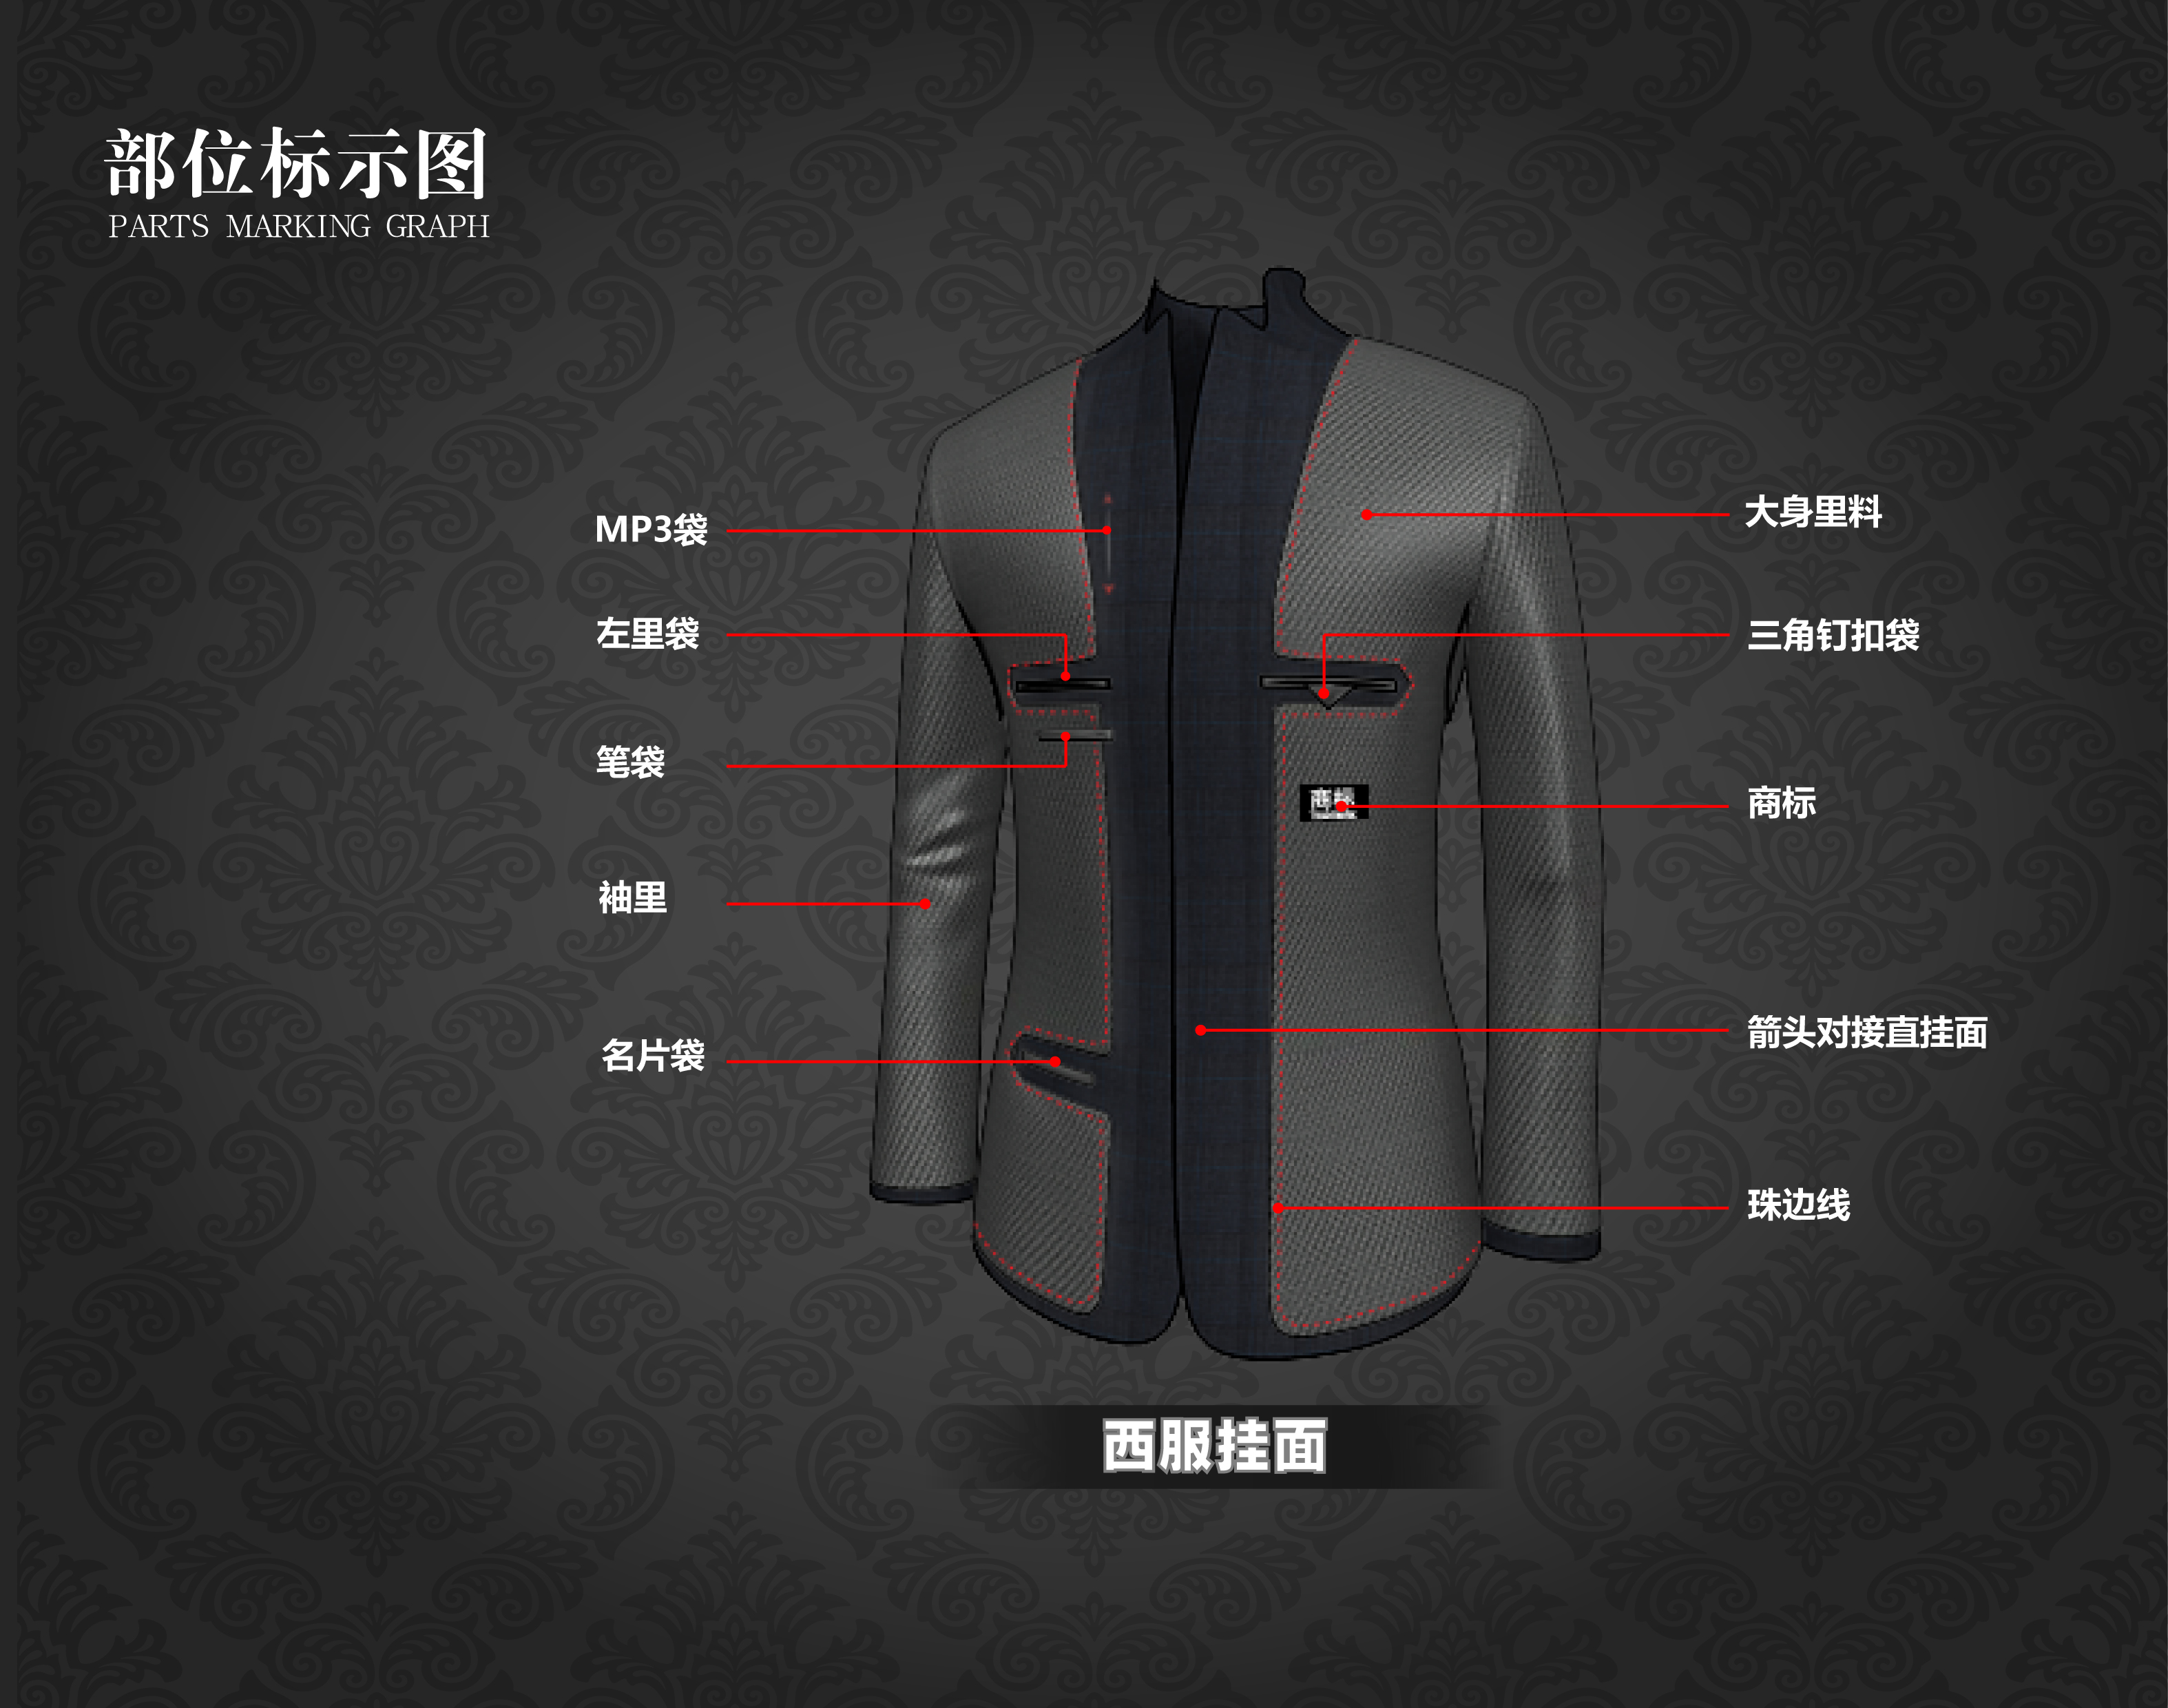 部位标示图
PARTS MARKING GRAPH
MP3袋
左里袋
笔袋
袖里
名片袋
大身里料
三角钉扣袋
商标
商标
箭头对接直挂面
珠边线
西服挂面